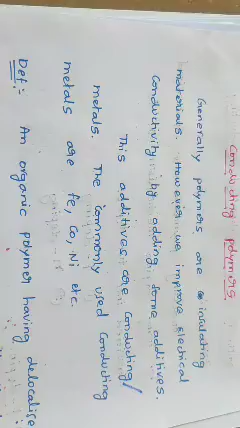 Conducting polymers
Generally polymers are insulating
materials. However we improve electrical
Conductivity by adding some additives.
This additives are Conducting/
metals. The commonly used Conducting
metals are Fe, Co, Ni etc.
Def:- An organic polymer having delocalise